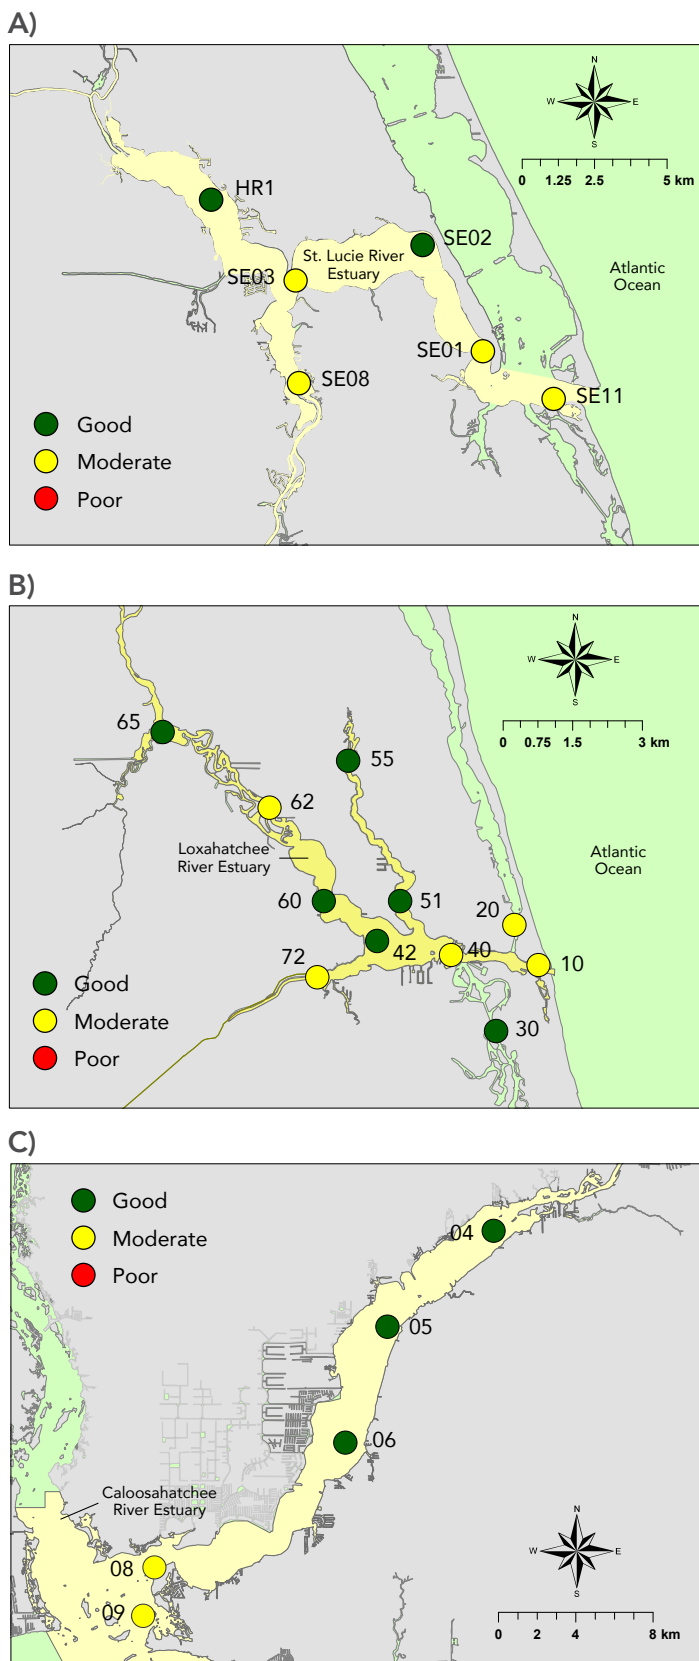 A)
N
W E
S
0 1.25 2.5 5 km
HR1
SE02
St. Lucie River
Estuary
SE03
Atlantic
Ocean
SE01
SE08
SE11
Good
Moderate
Poor
B)
N
W E
S
0 0.75 1.5 3 km
65
55
62
Loxahatchee
River Estuary
Atlantic
Ocean
60
51
20
42
40
10
72
30
Good
Moderate
Poor
C)
Good
Moderate
Poor
04
05
06
Caloosahatchee
River Estuary
08
09
N
W E
S
0 2 4 8 km